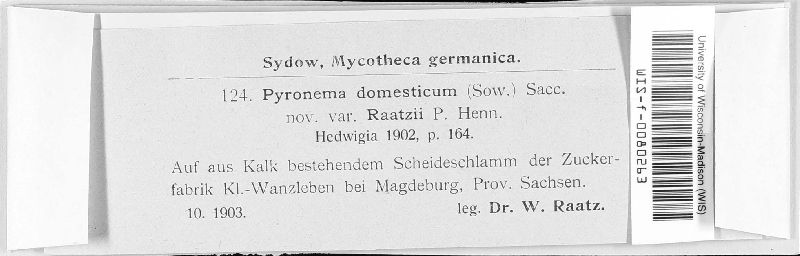 Sydow, Mycotheca germanica.
124. Pyronema domesticum (Sow.) Sacc.
nov. var. Raatzii P. Henn.
Hedwigia 1902, p. 164.
Auf aus Kalk bestehendem Scheideschlamm der Zucker-
fabrik Kl.-Wanzleben bei Magdeburg, Prov. Sachsen.
10. 1903.
leg. Dr. W. Raatz.
University of Wisconsin-Madison (WIS)
WIS-f-0080263